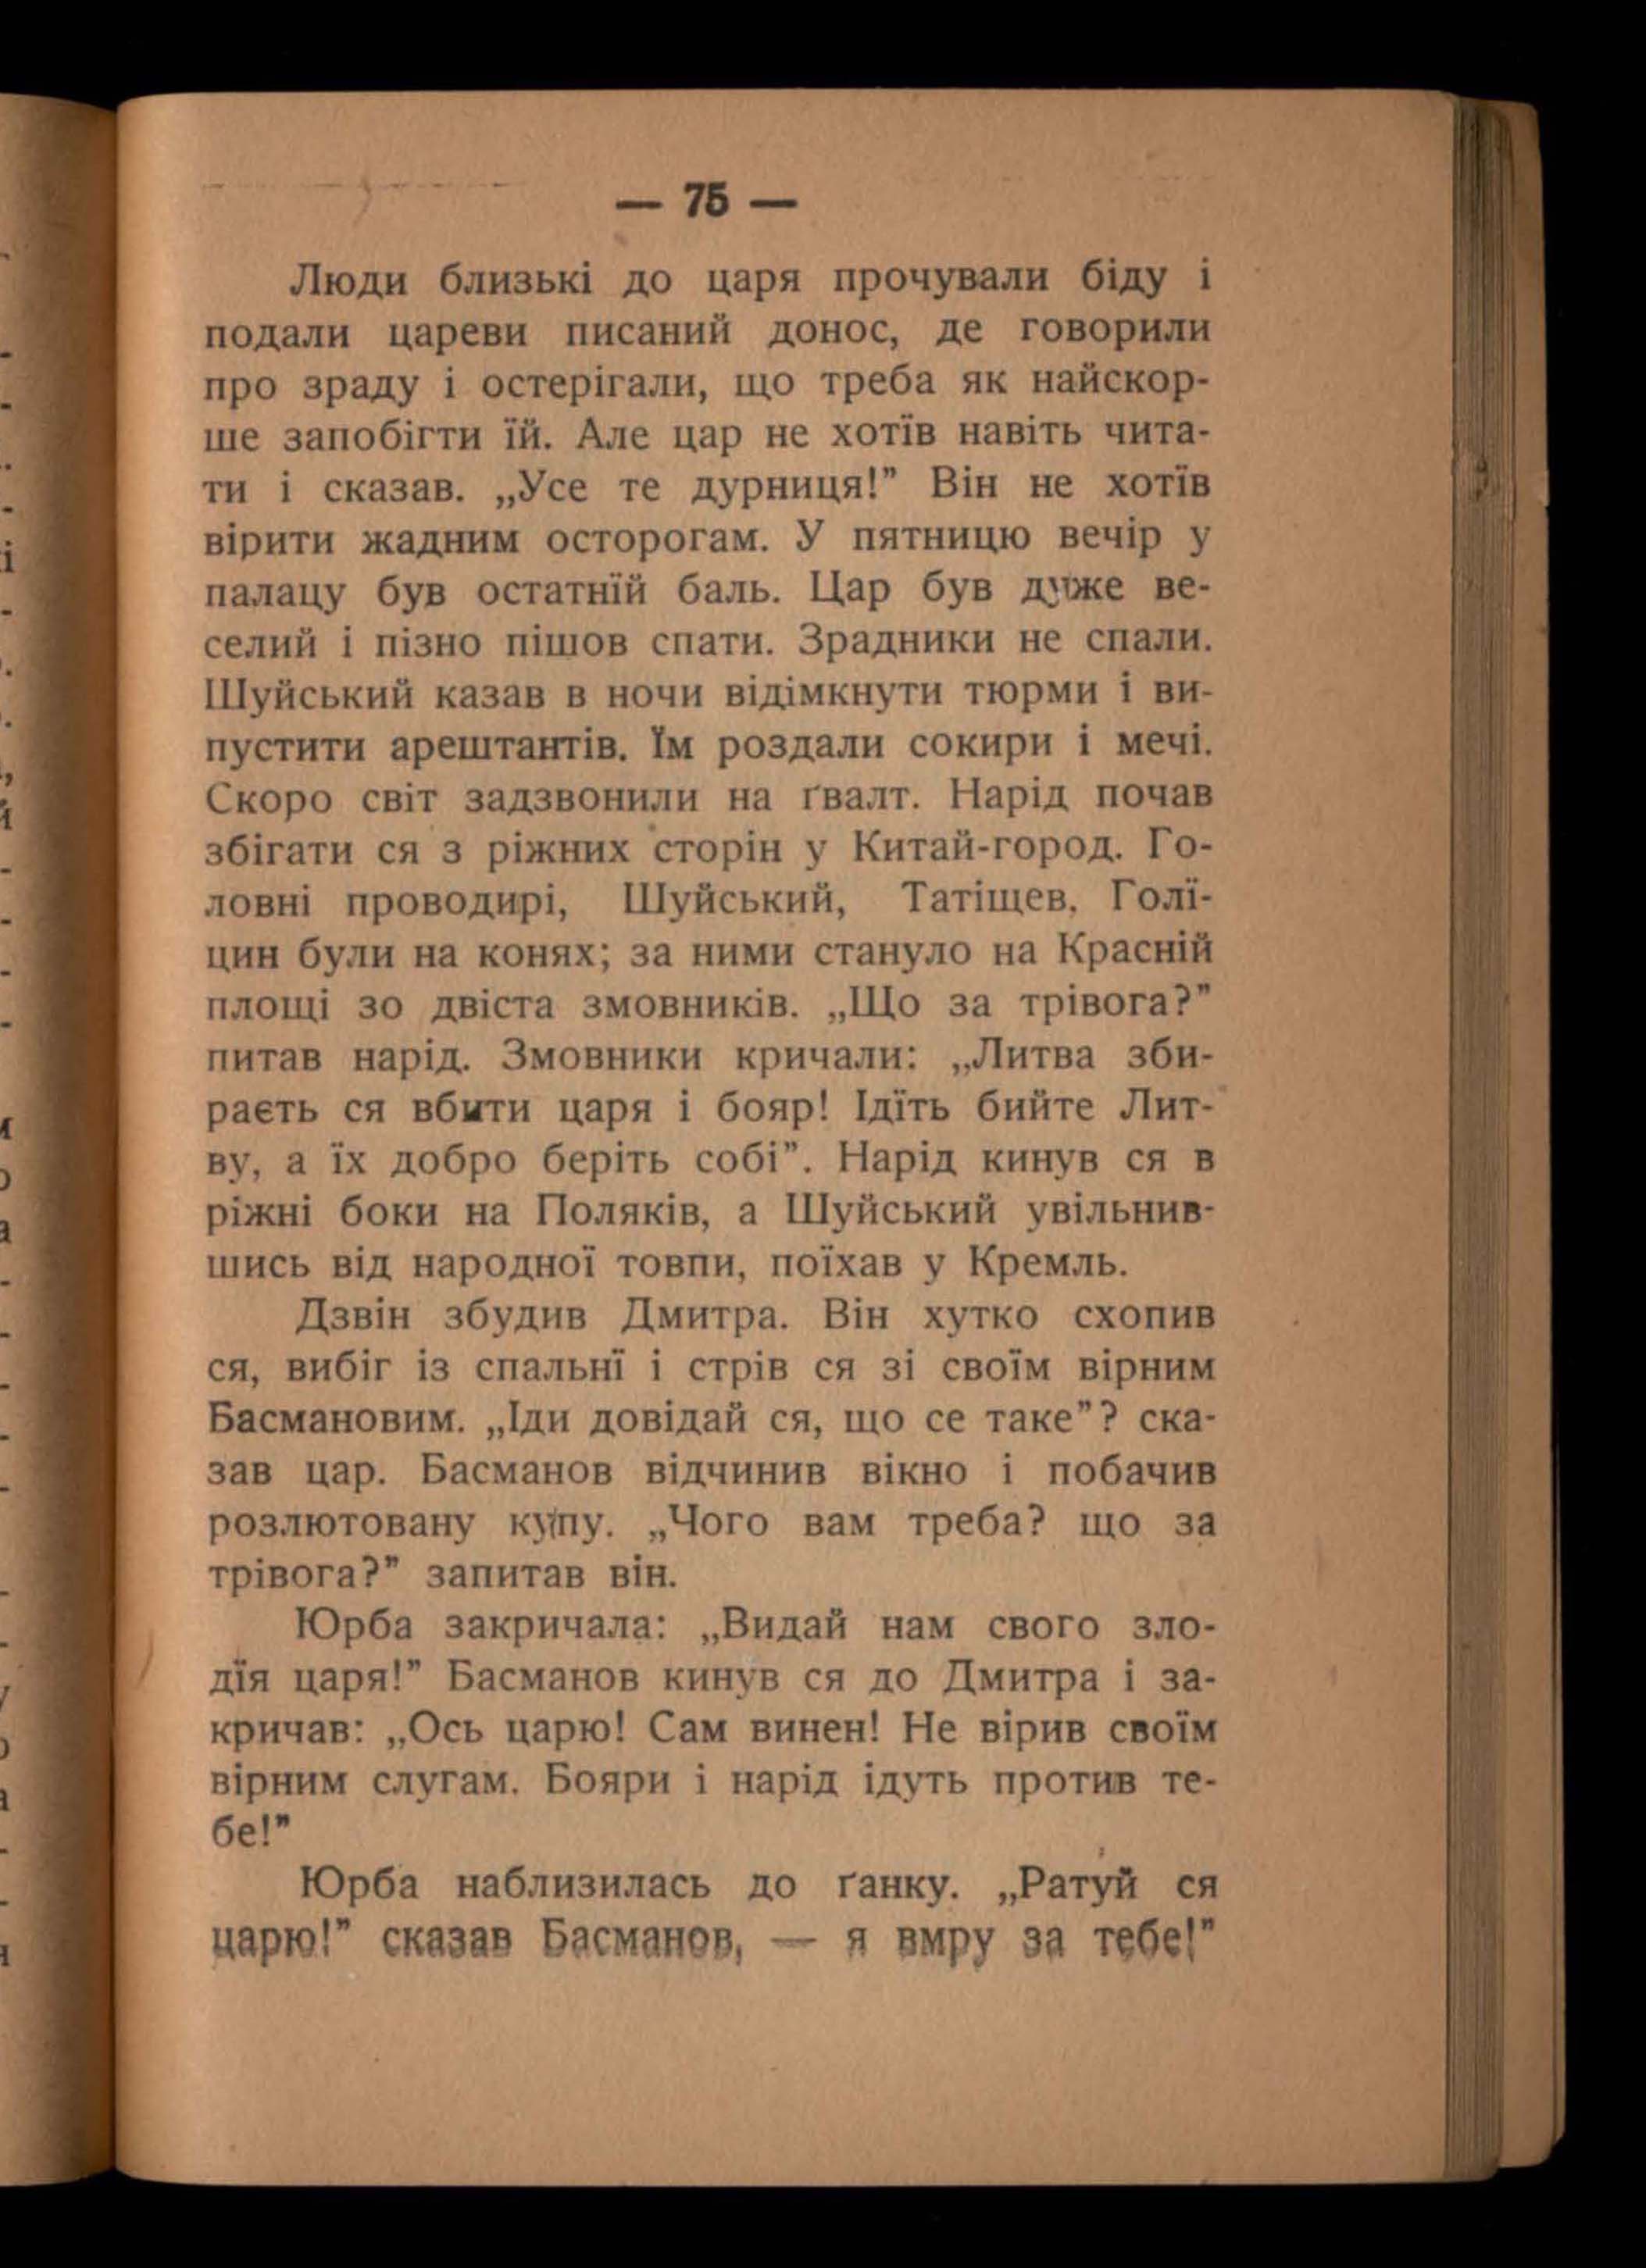 — 75 —
Люди близькі до царя прочували біду і
подали цареви писаний донос, де говорили
про зраду і остерігали, що треба як найскор-
ше запобігти їй. Але цар не хотїв навіть чита-
ти і сказав. „Усе те дурниця!” Він не хотїв
вірити жадним осторогам. У пятницю вечір у
палацу був остатнїй баль. Цар був дуже ве-
селий і пізно пішов спати. Зрадники не спали.
Шуйський казав в ночи відімкнути тюрми і ви-
пустити арештантів. Їм роздали сокири і мечі.
Скоро світ задзвонили на ґвалт. Нарід почав
збігати ся з ріжних сторін у Китай-город. Го-
ловні проводирі, Шуйський, Татіщев, Голї-
цин були на конях; за ними стануло на Красній
площі зо двіста змовників. „Що за трівога?”
питав нарід. Змовники кричали: „Литва зби-
раєть ся вбити царя і бояр! Ідїть бийте Лит-
ву, а їх добро беріть собі”. Нарід кинув ся в
ріжні боки на Поляків, а Шуйський увільнив-
шись від народної товпи, поїхав у Кремль.
Дзвін збудив Дмитра. Він хутко схопив
ся, вибіг із спальнї і стрів ся зі своїм вірним
Басмановим. „Іди довідай ся, що се таке”? ска-
зав цар. Басманов відчинив вікно і побачив
розлютовану купу. „Чого вам треба? що за
трівога?” запитав він.
Юрба закричала: „Видай нам свого зло-
дїя царя!” Басманов кинув ся до Дмитра і за-
кричав: „Ось царю! Сам винен! Не вірив своїм
вірним слугам. Бояри і нарід ідуть против те-
бе!”
Юрба наблизилась до ґанку. „Ратуй ся
царю!” сказав Басманов, — я вмру за тебе!”